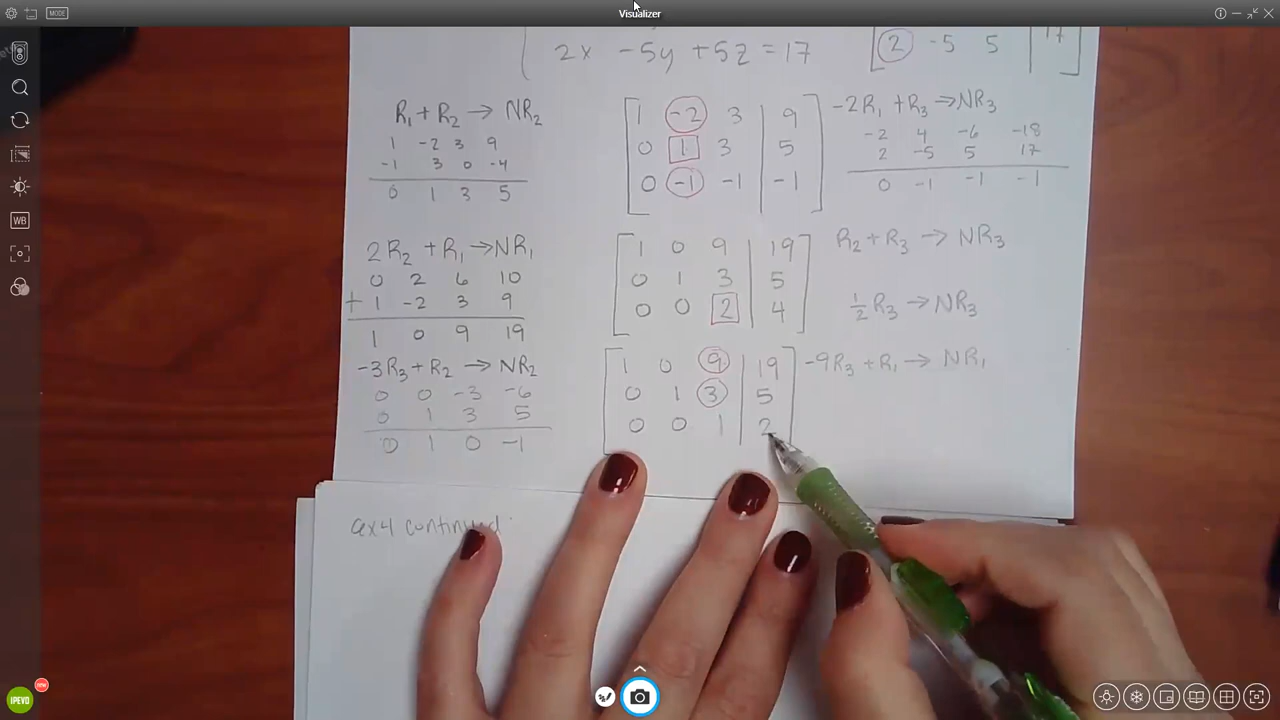 MODE
Visualizer
2x -5y +5z = 17
2 -5 5 | 17
R₁ + R₂ → NR₂
1 -2 3 9
-1 3 0 -4
0 1 3 5
1 -2 3 | 9
0 1 3 | 5
0 -1 -1 | -1
-2R₁ + R₃ → NR₃
-2 4 -6 -18
2 -5 5 17
0 -1 -1 -1
2R₂ + R₁ → NR₁
0 2 6 10
+ 1 -2 3 9
1 0 9 19
1 0 9 | 19
0 1 3 | 5
0 0 2 | 4
R₂ + R₃ → NR₃
½ R₃ → NR₃
-3R₃ + R₂ → NR₂
0 0 -3 -6
0 1 3 5
0 1 0 -1
1 0 9 | 19
0 1 3 | 5
0 0 1 | 2
-9R₃ + R₁ → NR₁
ex4 continued
WB
IPEVO
new